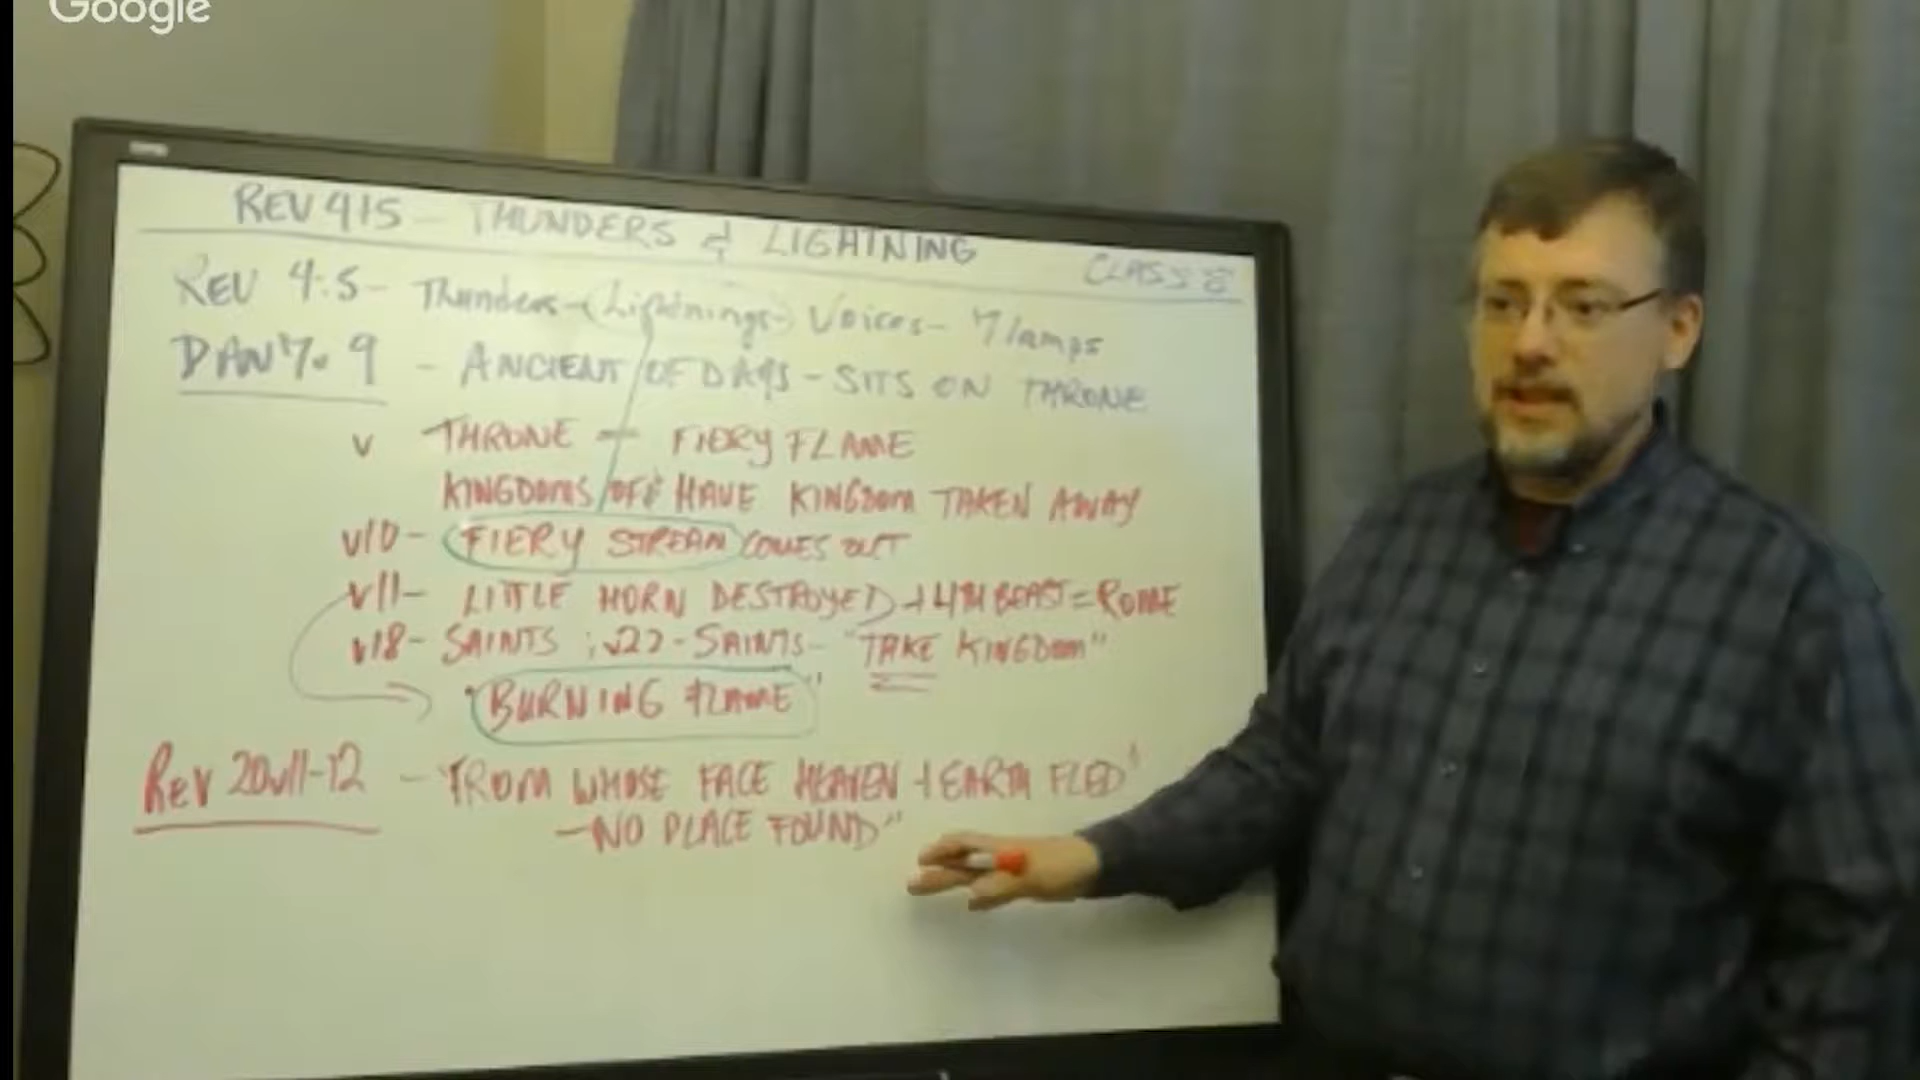 Google
REV 4/5 - THUNDERS & LIGHTNING
CLASS 8
REV 4:5 - Thunders - (Lightnings) Voices - 7 lamps
DAN 7:9 - ANCIENT OF DAYS - SITS ON THRONE
v THRONE - FIERY FLAME
KINGDOMS OF HAVE KINGDOM TAKEN AWAY
v10 - FIERY STREAM COMES OUT
v11 - LITTLE HORN DESTROYED + 4TH BEAST = ROME
v18 - SAINTS ; v22 - SAINTS - "TAKE KINGDOM"
"BURNING FLAME"
Rev 20v11-12 - "FROM WHOSE FACE HEAVEN + EARTH FLED"
- NO PLACE FOUND"